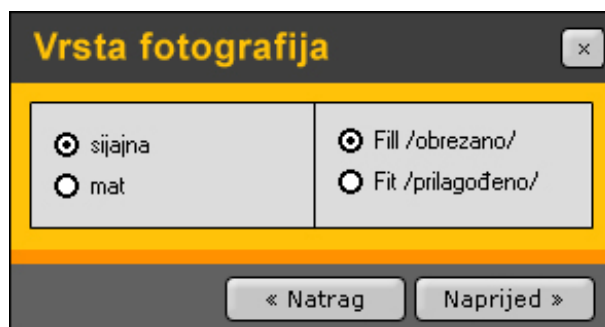 Vrsta fotografija
×
sijajna
mat
Fill /obrezano/
Fit /prilagođeno/
« Natrag
Naprijed »